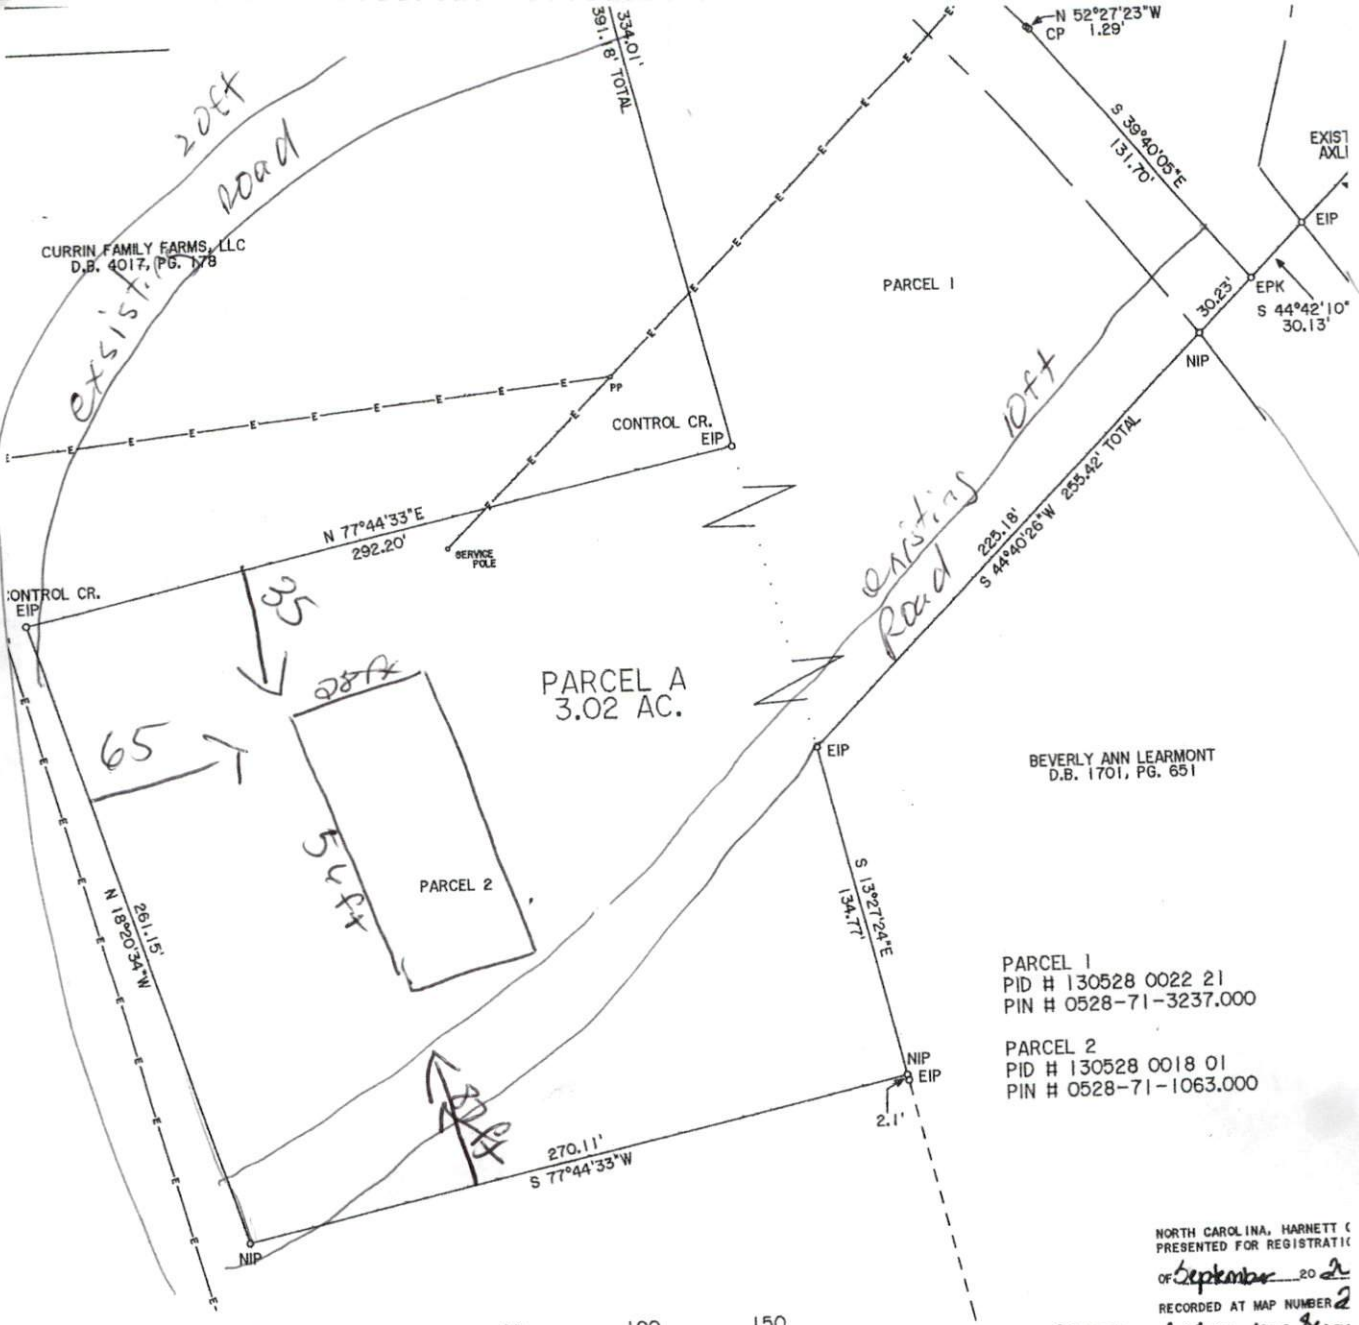 N 52°27'23"W
CP 1.29'
334.01'
391.18' TOTAL
20ft
Road
exsisting
CURRIN FAMILY FARMS, LLC
D.B. 4017, PG. 178
S 39°40'05"E
131.70'
EXIST
AXLI
EIP
PARCEL 1
30.23'
EPK
S 44°42'10"
30.13'
NIP
E
PP
CONTROL CR.
EIP
existing 10ft
Road
225.18'
S 44°40'26"W 255.42' TOTAL
N 77°44'33"E
292.20'
SERVICE
POLE
CONTROL CR.
EIP
35
PARCEL A
3.02 AC.
65
EIP
BEVERLY ANN LEARMONT
D.B. 1701, PG. 651
PARCEL 2
261.15'
N 18°20'34"W
S 13°27'24"E
134.77'
PARCEL 1
PID # 130528 0022 21
PIN # 0528-71-3237.000
PARCEL 2
PID # 130528 0018 01
PIN # 0528-71-1063.000
NIP
EIP
2.1'
270.11'
S 77°44'33"W
NIP
NORTH CAROLINA, HARNETT C
PRESENTED FOR REGISTRATIO
OF September 20 2
RECORDED AT MAP NUMBER 2
100 150